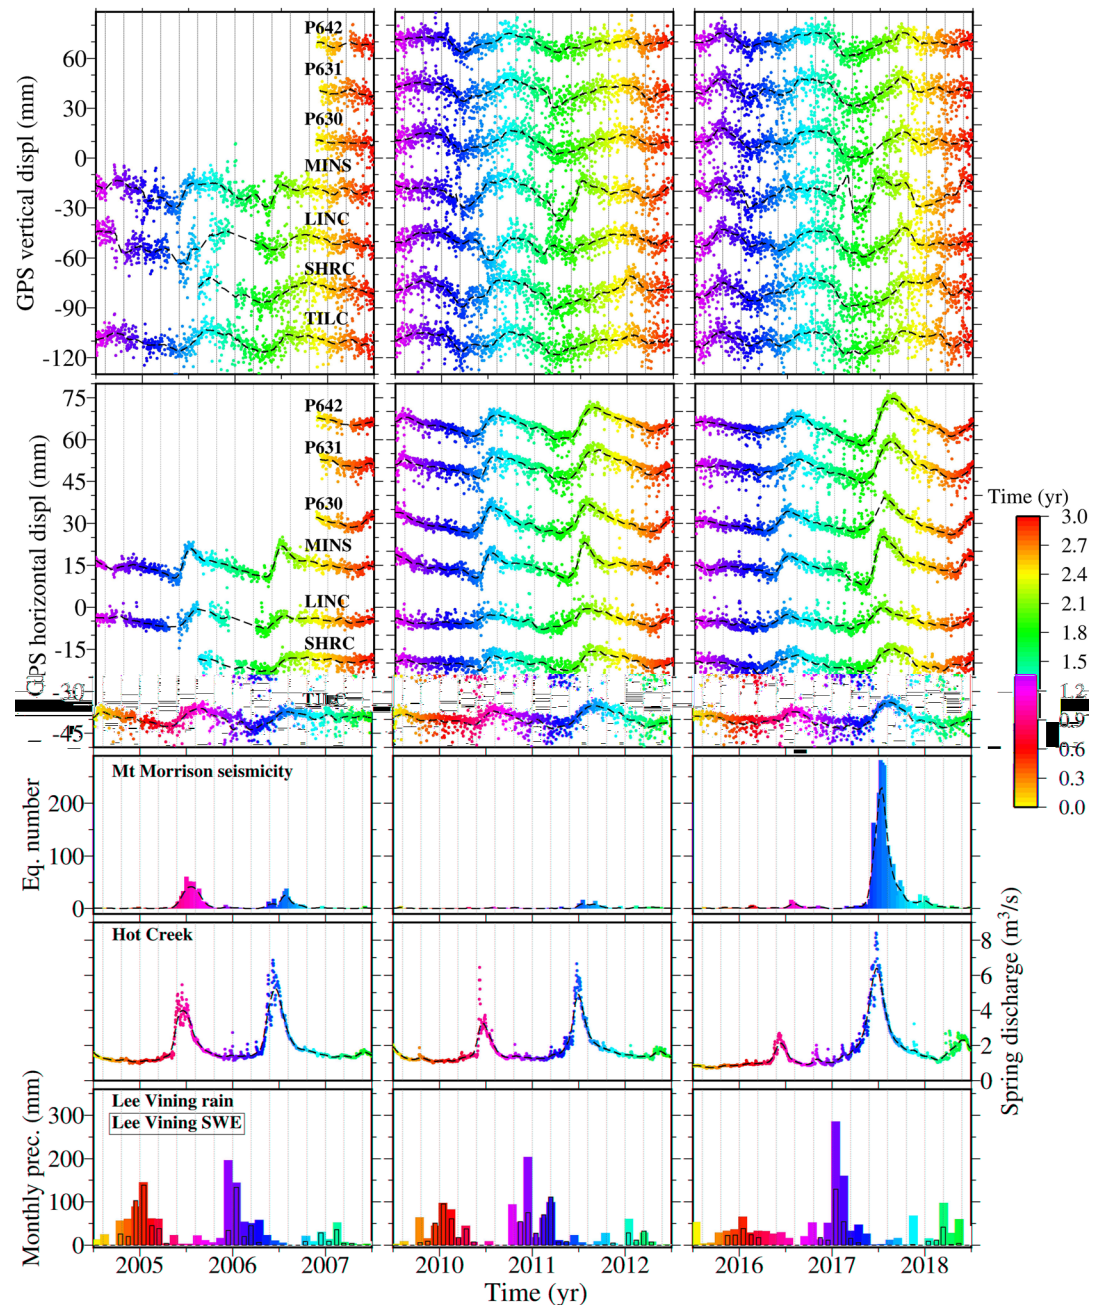 GPS vertical displ (mm)
60
30
0
-30
-60
-90
-120
P642
P631
P630
MINS
LINC
SHRC
TILC
GPS horizontal displ (mm)
75
60
45
30
15
0
-15
-45
P642
P631
P630
MINS
LINC
SHRC
Time (yr)
3.0
2.7
2.4
2.1
1.8
1.5
1.2
0.9
0.6
0.3
0.0
Eq. number
200
100
0
Mt Morrison seismicity
Hot Creek
Spring discharge (m³/s)
8
6
4
2
0
Monthly prec. (mm)
300
200
100
0
Lee Vining rain
Lee Vining SWE
2005 2006 2007 2010 2011 2012 2016 2017 2018
Time (yr)